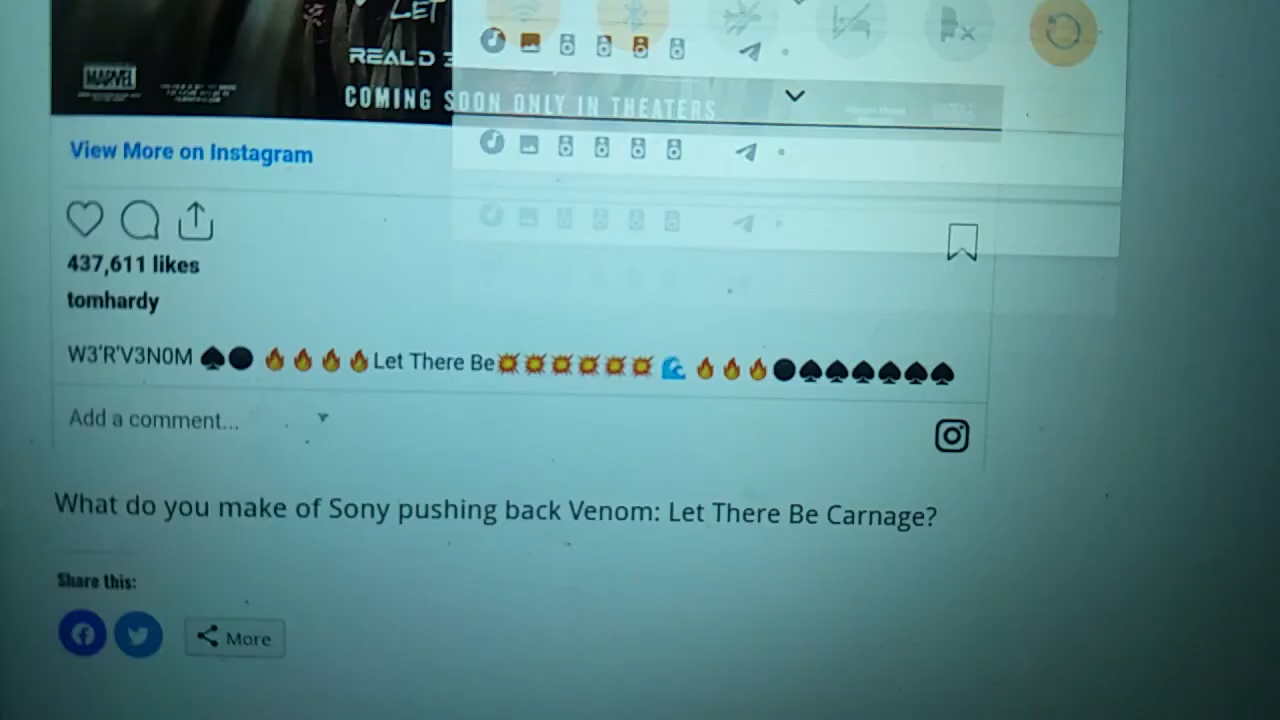 LET
REALD 3
MARVEL
COMING SOON ONLY IN THEATERS
View More on Instagram
437,611 likes
tomhardy
W3'R'V3N0M ♠️⚫ 🔥🔥🔥🔥Let There Be💥💥💥💥💥💥 🌊 🔥🔥🔥⚫♠️♠️♠️♠️♠️♠️
Add a comment...
What do you make of Sony pushing back Venom: Let There Be Carnage?
Share this:
More